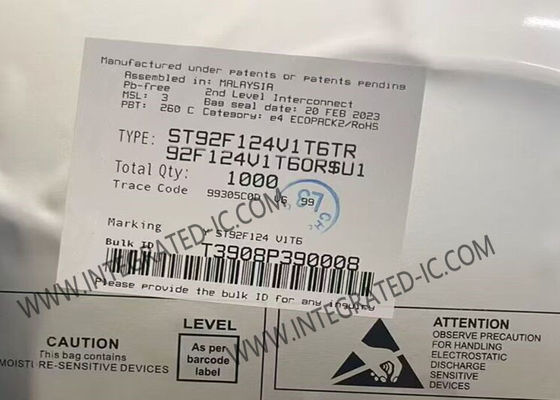 Manufactured under patents or patents pending
Assembled in: MALAYSIA
Pb-free 2nd Level Interconnect
MSL: 3 Bag seal date: 20 FEB 2023
PBT: 260 C Category: e4 ECOPACK2/RoHS
TYPE: ST92F124V1T6TR
92F124V1T6OR$U1
Total Qty: 1000
Trace Code 99305C0D V6 99
87
Marking ST92F124 V1T6
Bulk ID T3908P390008
Please provide the bulk ID for any inquiry
WWW.INTEGRATED-IC.COM
WWW.INTEGRATED-IC.COM
CAUTION
This bag contains
MOISTURE-SENSITIVE DEVICES
LEVEL
As per
barcode
label
ATTENTION
OBSERVE PRECAUTION
FOR HANDLING
ELECTROSTATIC
DISCHARGE
SENSITIVE
DEVICES